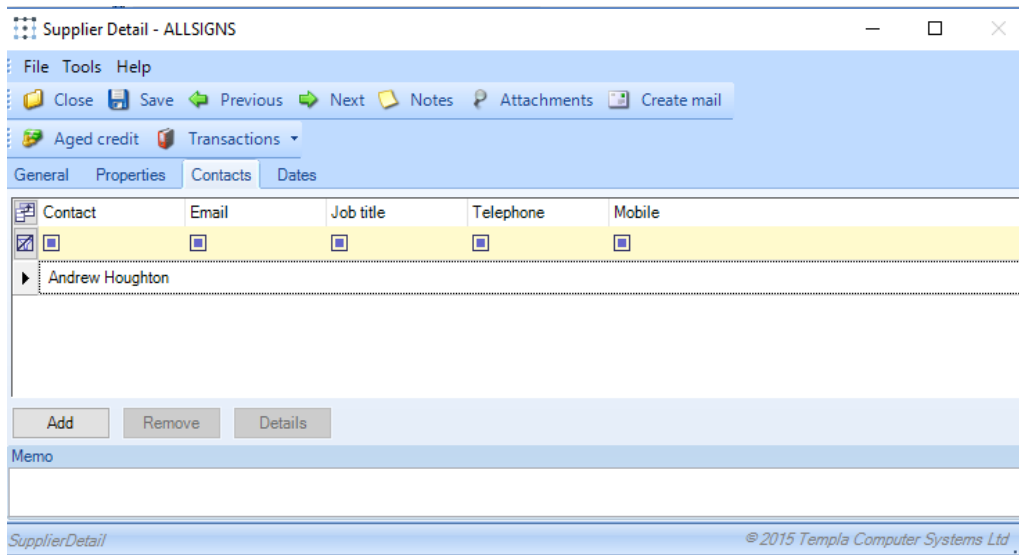 Supplier Detail - ALLSIGNS
File Tools Help
Close Save Previous Next Notes Attachments Create mail
Aged credit Transactions
General Properties Contacts Dates
Contact Email Job title Telephone Mobile
Andrew Houghton
Add Remove Details
Memo
SupplierDetail © 2015 Templa Computer Systems Ltd